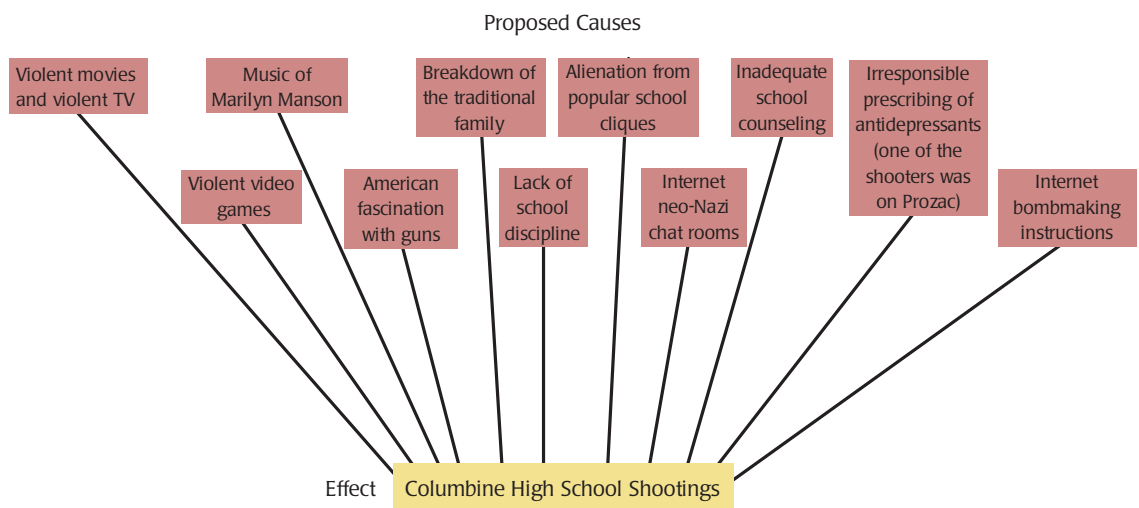 Proposed Causes
Violent movies
and violent TV
Music of
Marilyn Manson
Breakdown of
the traditional
family
Alienation from
popular school
cliques
Inadequate
school
counseling
Irresponsible
prescribing of
antidepressants
(one of the
shooters was
on Prozac)
Violent video
games
American
fascination
with guns
Lack of
school
discipline
Internet
neo-Nazi
chat rooms
Internet
bombmaking
instructions
Effect
Columbine High School Shootings